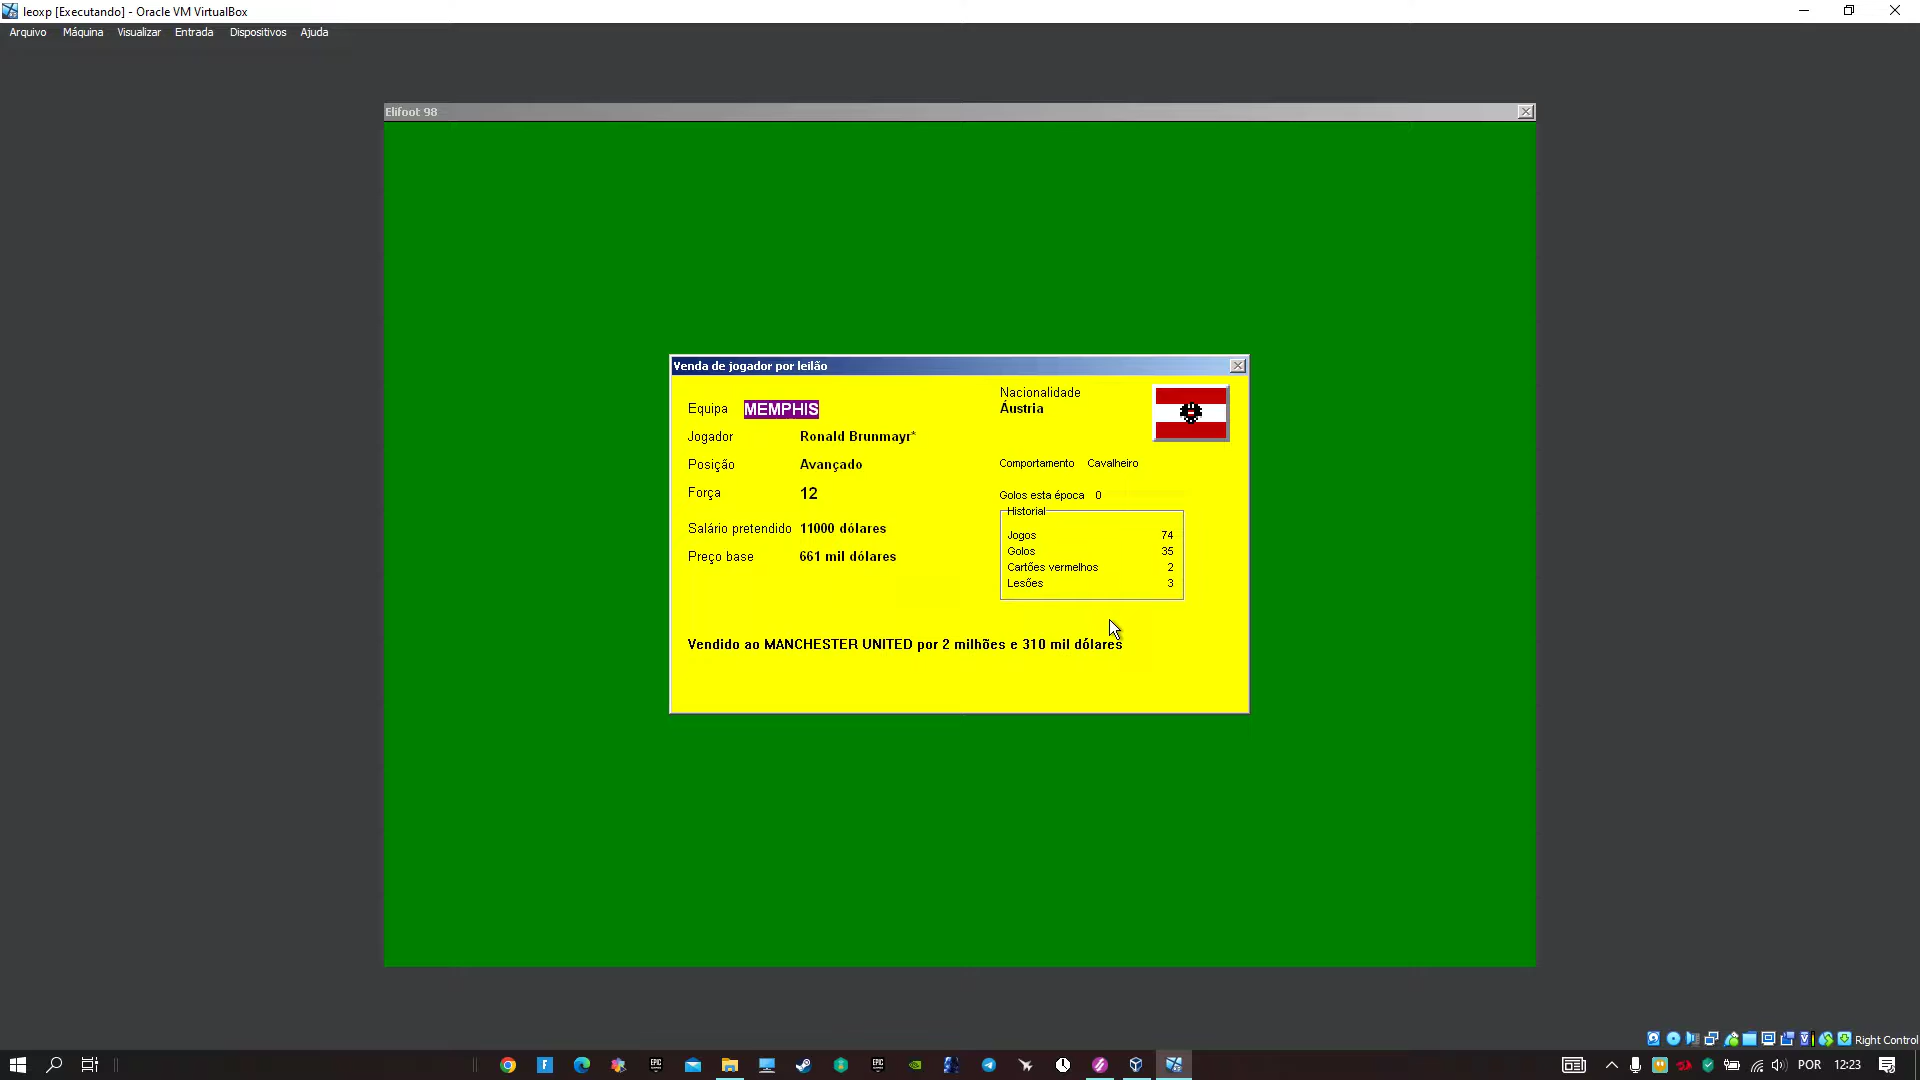 leoxp [Executando] - Oracle VM VirtualBox
Arquivo Máquina Visualizar Entrada Dispositivos Ajuda
Elifoot 98
Venda de jogador por leilão
Equipa MEMPHIS
Jogador Ronald Brunmayr*
Posição Avançado
Força 12
Salário pretendido 11000 dólares
Preço base 661 mil dólares
Nacionalidade
Áustria
Comportamento Cavalheiro
Golos esta época 0
Historial
Jogos 74
Golos 35
Cartões vermelhos 2
Lesões 3
Vendido ao MANCHESTER UNITED por 2 milhões e 310 mil dólares
Right Control
POR 12:23